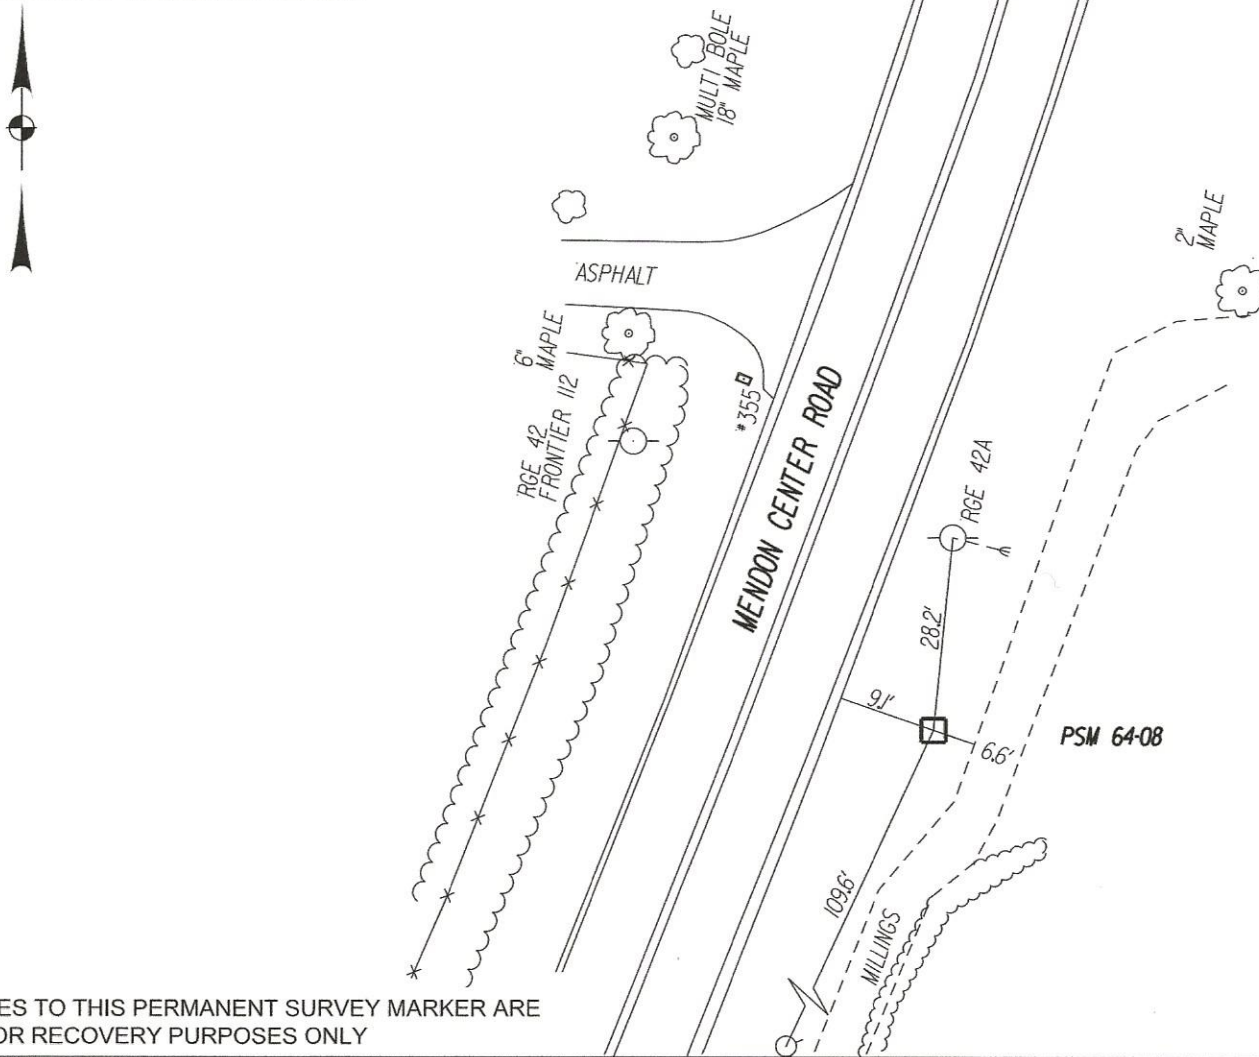 MULTI BOLE
18" MAPLE
2"
MAPLE
ASPHALT
6"
MAPLE
RGE 42
FRONTIER 112
#355
MENDON CENTER ROAD
RGE 42A
28.2'
9.1'
6.6'
PSM 64-08
109.6'
MILLINGS
ES TO THIS PERMANENT SURVEY MARKER ARE
OR RECOVERY PURPOSES ONLY